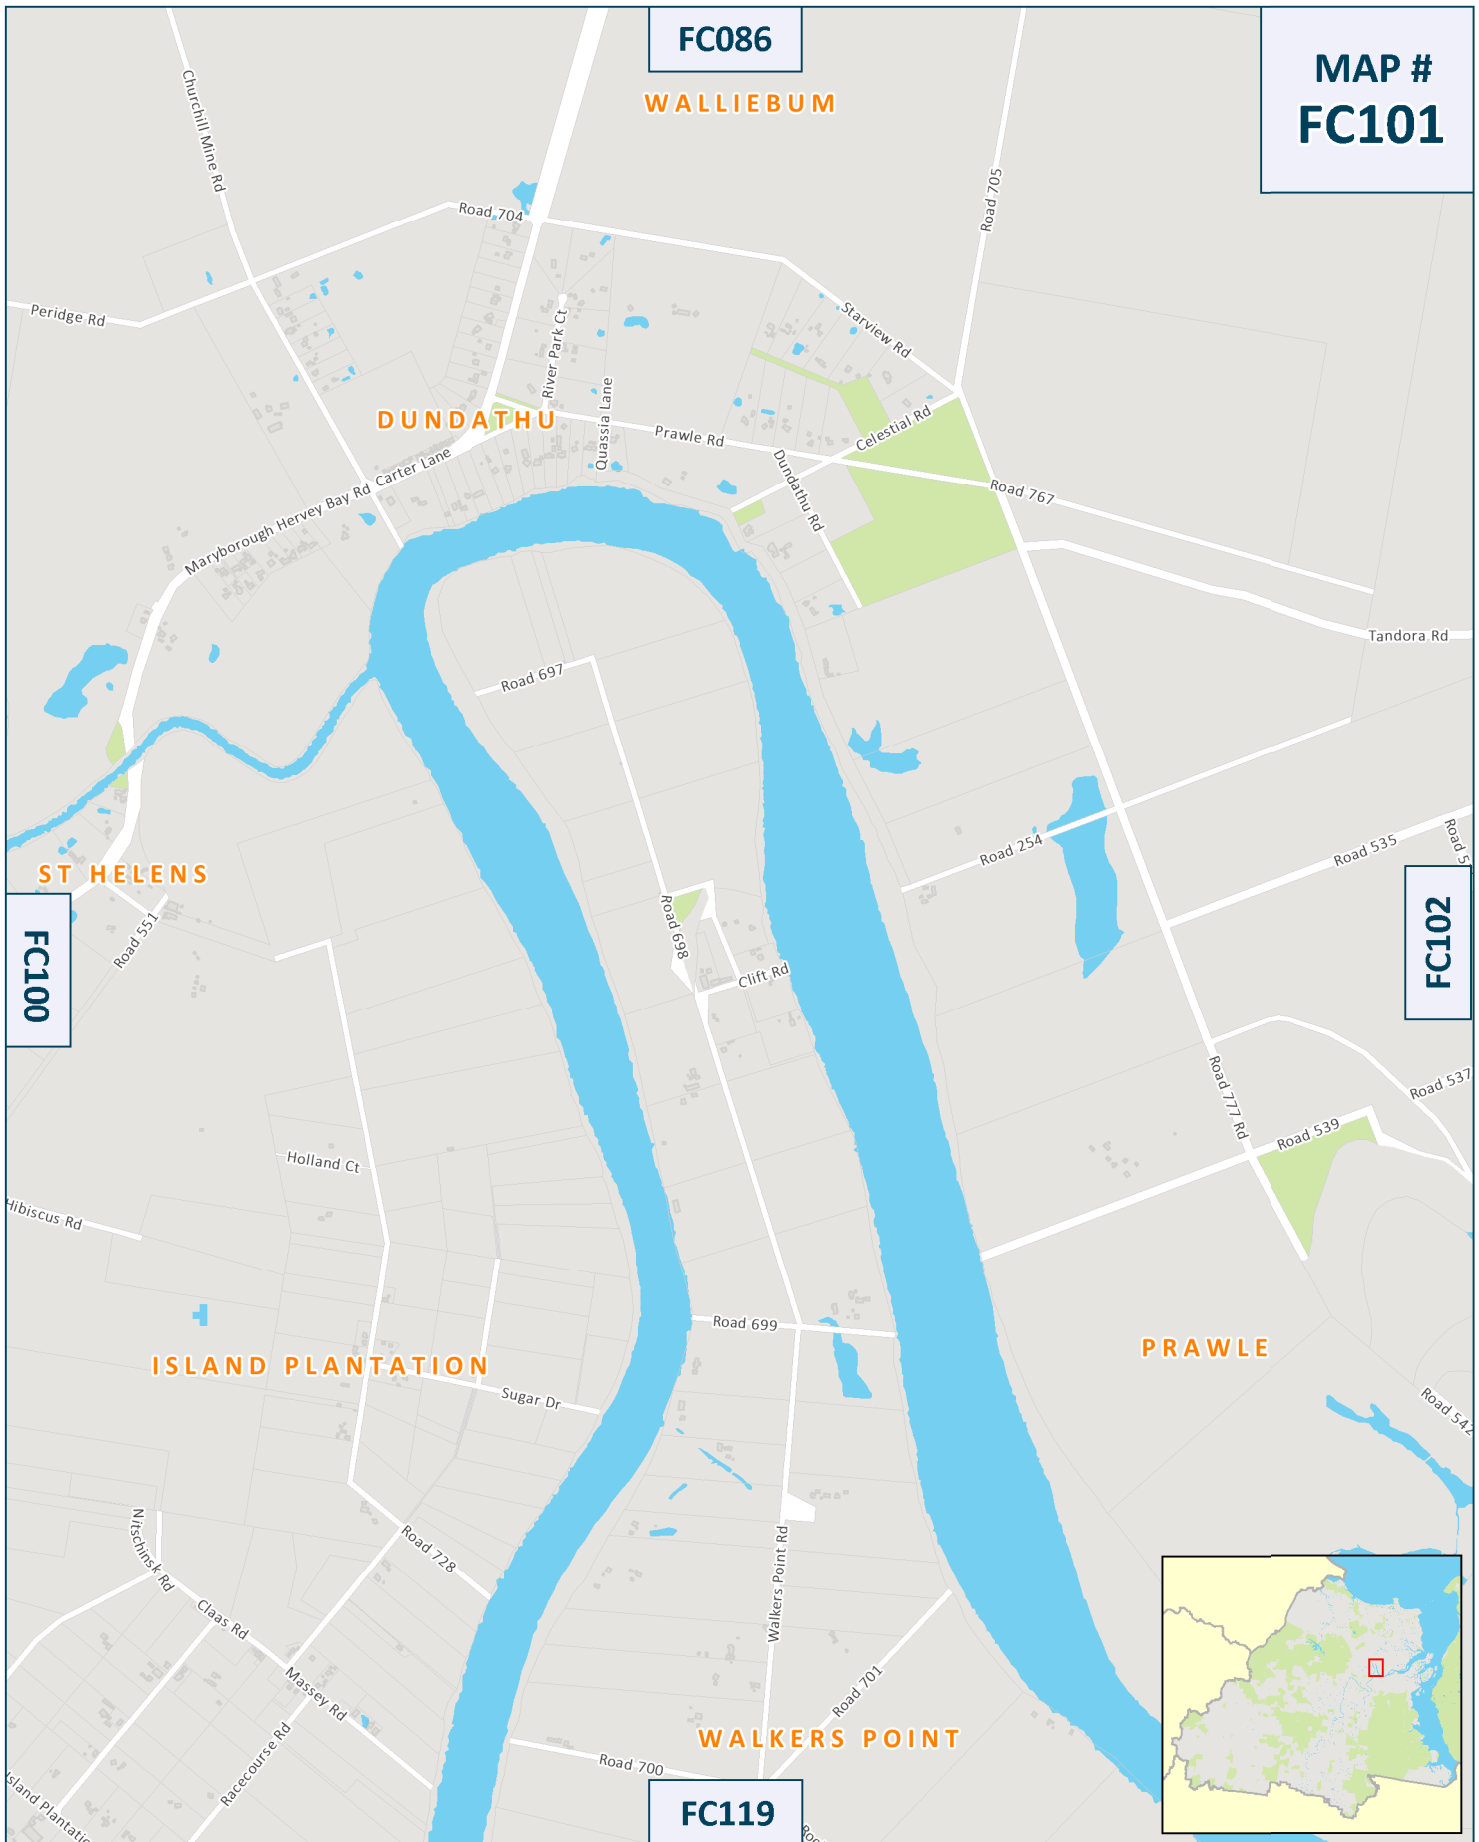 FC086
MAP #
FC101
WALLIEBUM
Churchill Mine Rd
Road 704
Road 705
Peridge Rd
River Park Ct
Starview Rd
Quassia Lane
DUNDATHU
Prawle Rd
Celestial Rd
Carter Lane
Dundathu Rd
Road 767
Maryborough Hervey Bay Rd
Tandora Rd
Road 697
Road 254
Road 535
Road 5
ST HELENS
Road 551
Road 698
FC100
FC102
Clift Rd
Road 777 Rd
Road 537
Road 539
Holland Ct
Hibiscus Rd
Road 699
PRAWLE
ISLAND PLANTATION
Sugar Dr
Road 542
Nitschinsk Rd
Road 728
Walkers Point Rd
Claas Rd
Massey Rd
Road 701
Racecourse Rd
WALKERS POINT
Road 700
Island Plantatio
FC119